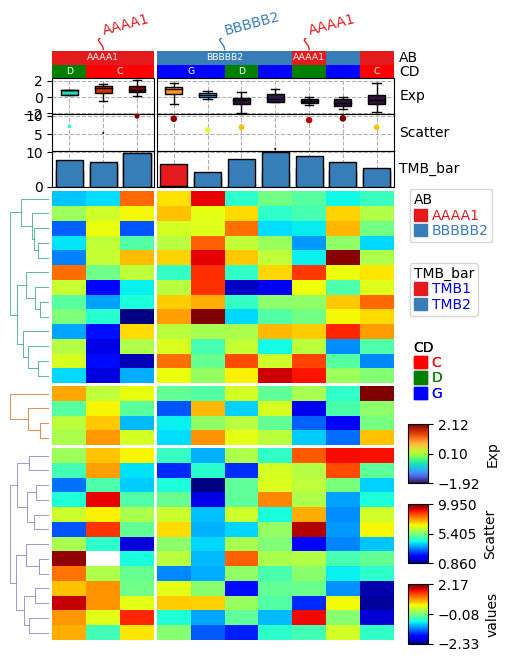 AAAA1 BBBBB2 AAAA1
AAAA1 BBBBB2 AAAA1 AB
D C G D G C CD
2
0
Exp
10
5
Scatter
10
0
TMB_bar
AB
AAAA1
BBBBB2
TMB_bar
TMB1
TMB2
CD
C
D
G
2.12
0.10
−1.92
Exp
9.950
5.405
0.860
Scatter
2.17
−0.08
−2.33
values